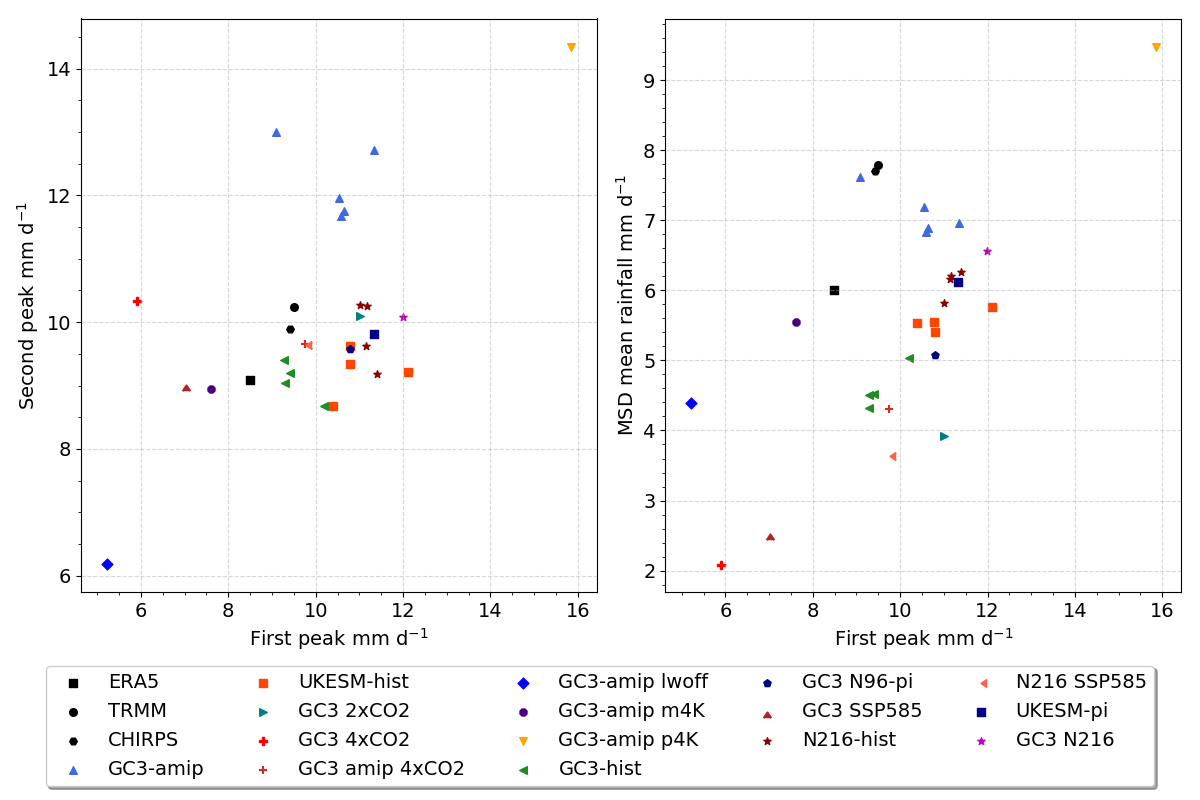 14
12
10
8
6
Second peak mm d⁻¹
6 8 10 12 14 16
First peak mm d⁻¹
9
8
7
6
5
4
3
2
MSD mean rainfall mm d⁻¹
6 8 10 12 14 16
First peak mm d⁻¹
ERA5
TRMM
CHIRPS
GC3-amip
UKESM-hist
GC3 2xCO2
GC3 4xCO2
GC3 amip 4xCO2
GC3-amip lwoff
GC3-amip m4K
GC3-amip p4K
GC3-hist
GC3 N96-pi
GC3 SSP585
N216-hist
N216 SSP585
UKESM-pi
GC3 N216